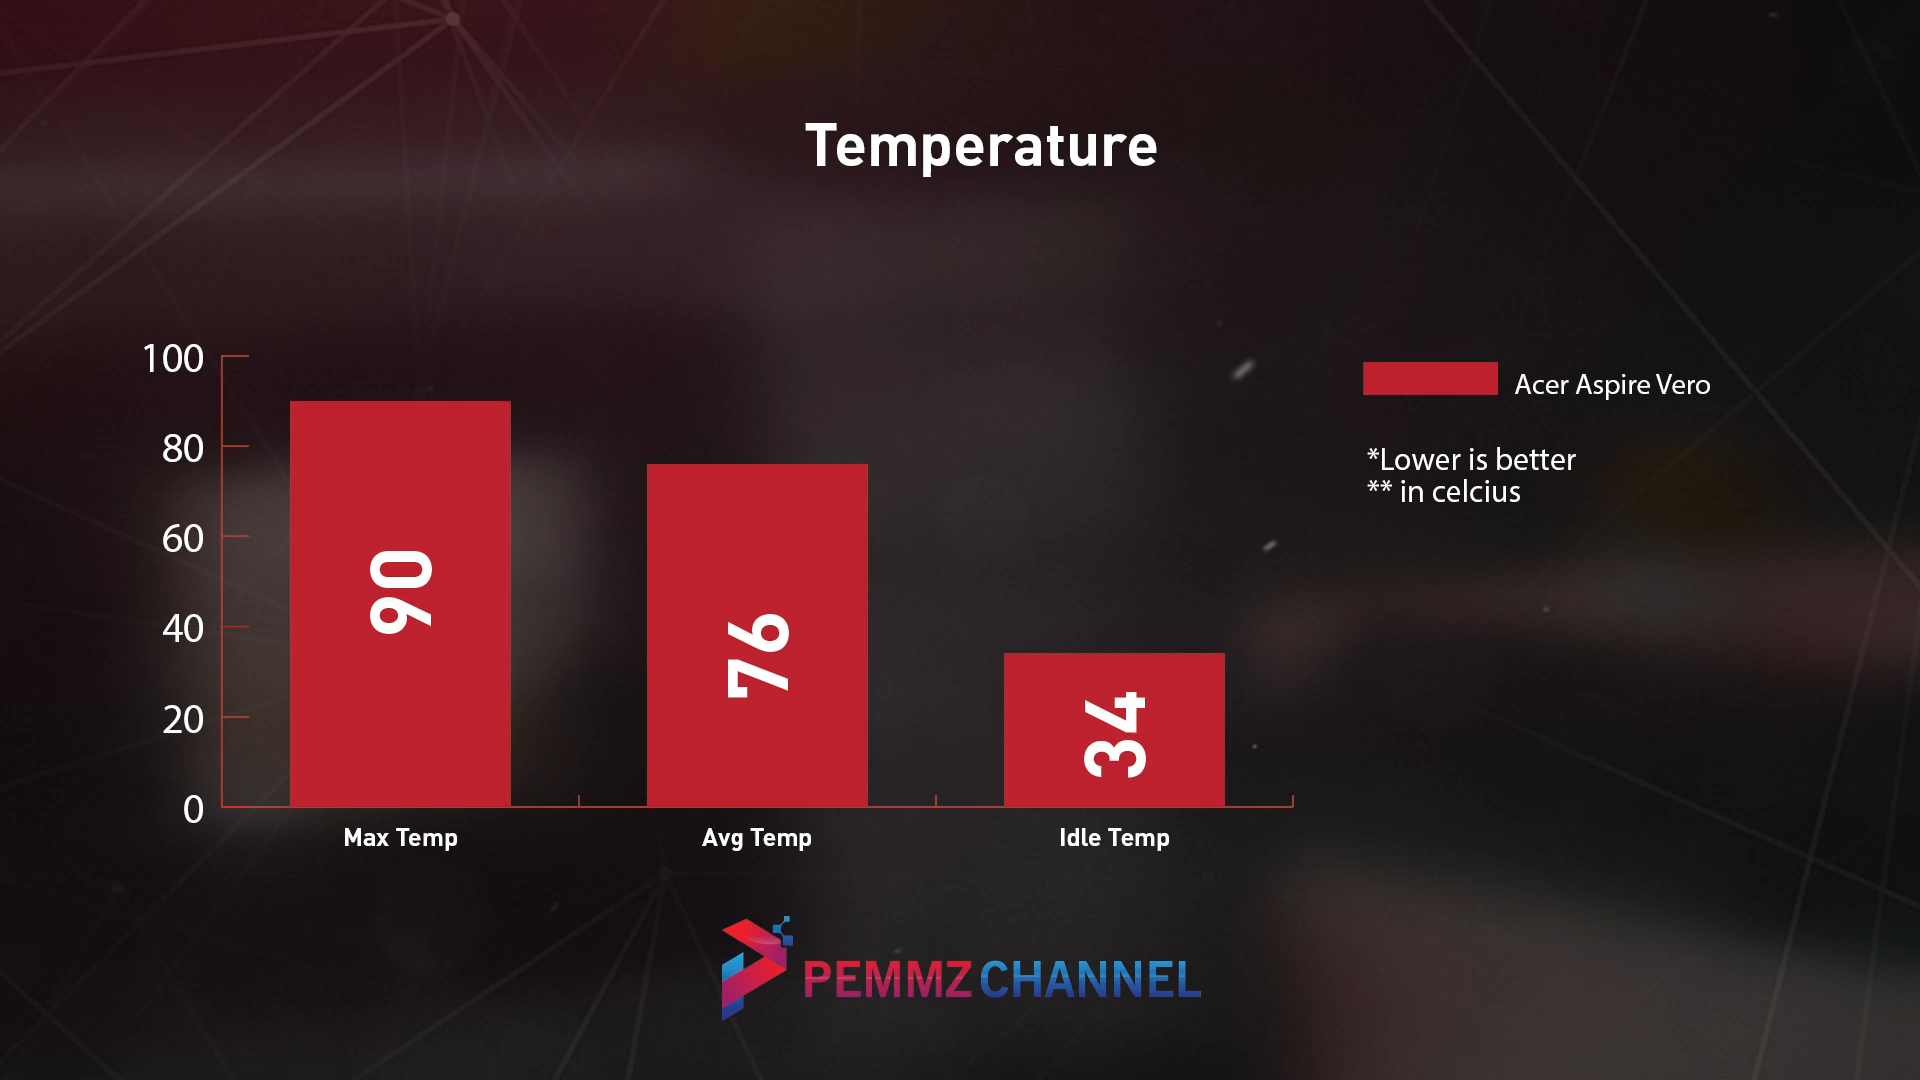 Temperature
100
80
60
40
20
0
90
76
34
Max Temp
Avg Temp
Idle Temp
Acer Aspire Vero
*Lower is better
** in celcius
PEMMZ CHANNEL